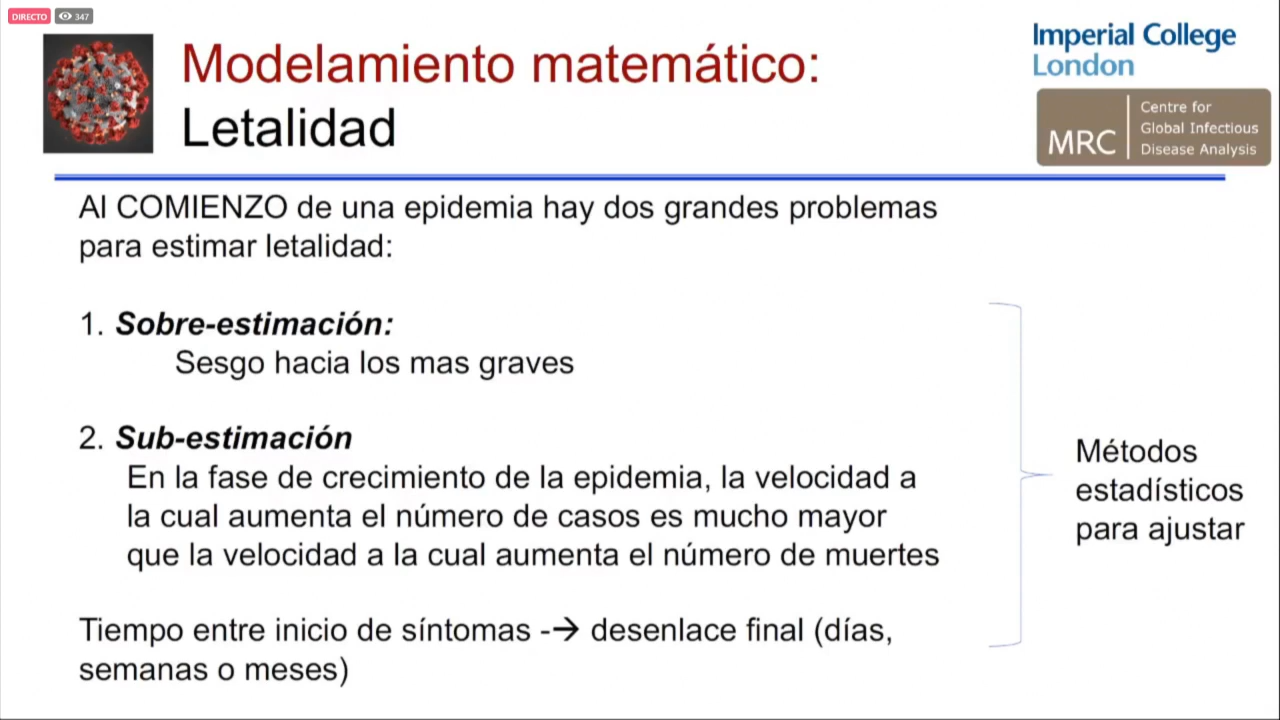 DIRECTO 347
Modelamiento matemático:
Letalidad
Imperial College
London
MRC
Centre for
Global Infectious
Disease Analysis
Al COMIENZO de una epidemia hay dos grandes problemas
para estimar letalidad:
1. Sobre-estimación:
Sesgo hacia los mas graves
2. Sub-estimación
En la fase de crecimiento de la epidemia, la velocidad a
la cual aumenta el número de casos es mucho mayor
que la velocidad a la cual aumenta el número de muertes
Tiempo entre inicio de síntomas -→ desenlace final (días,
semanas o meses)
Métodos
estadísticos
para ajustar